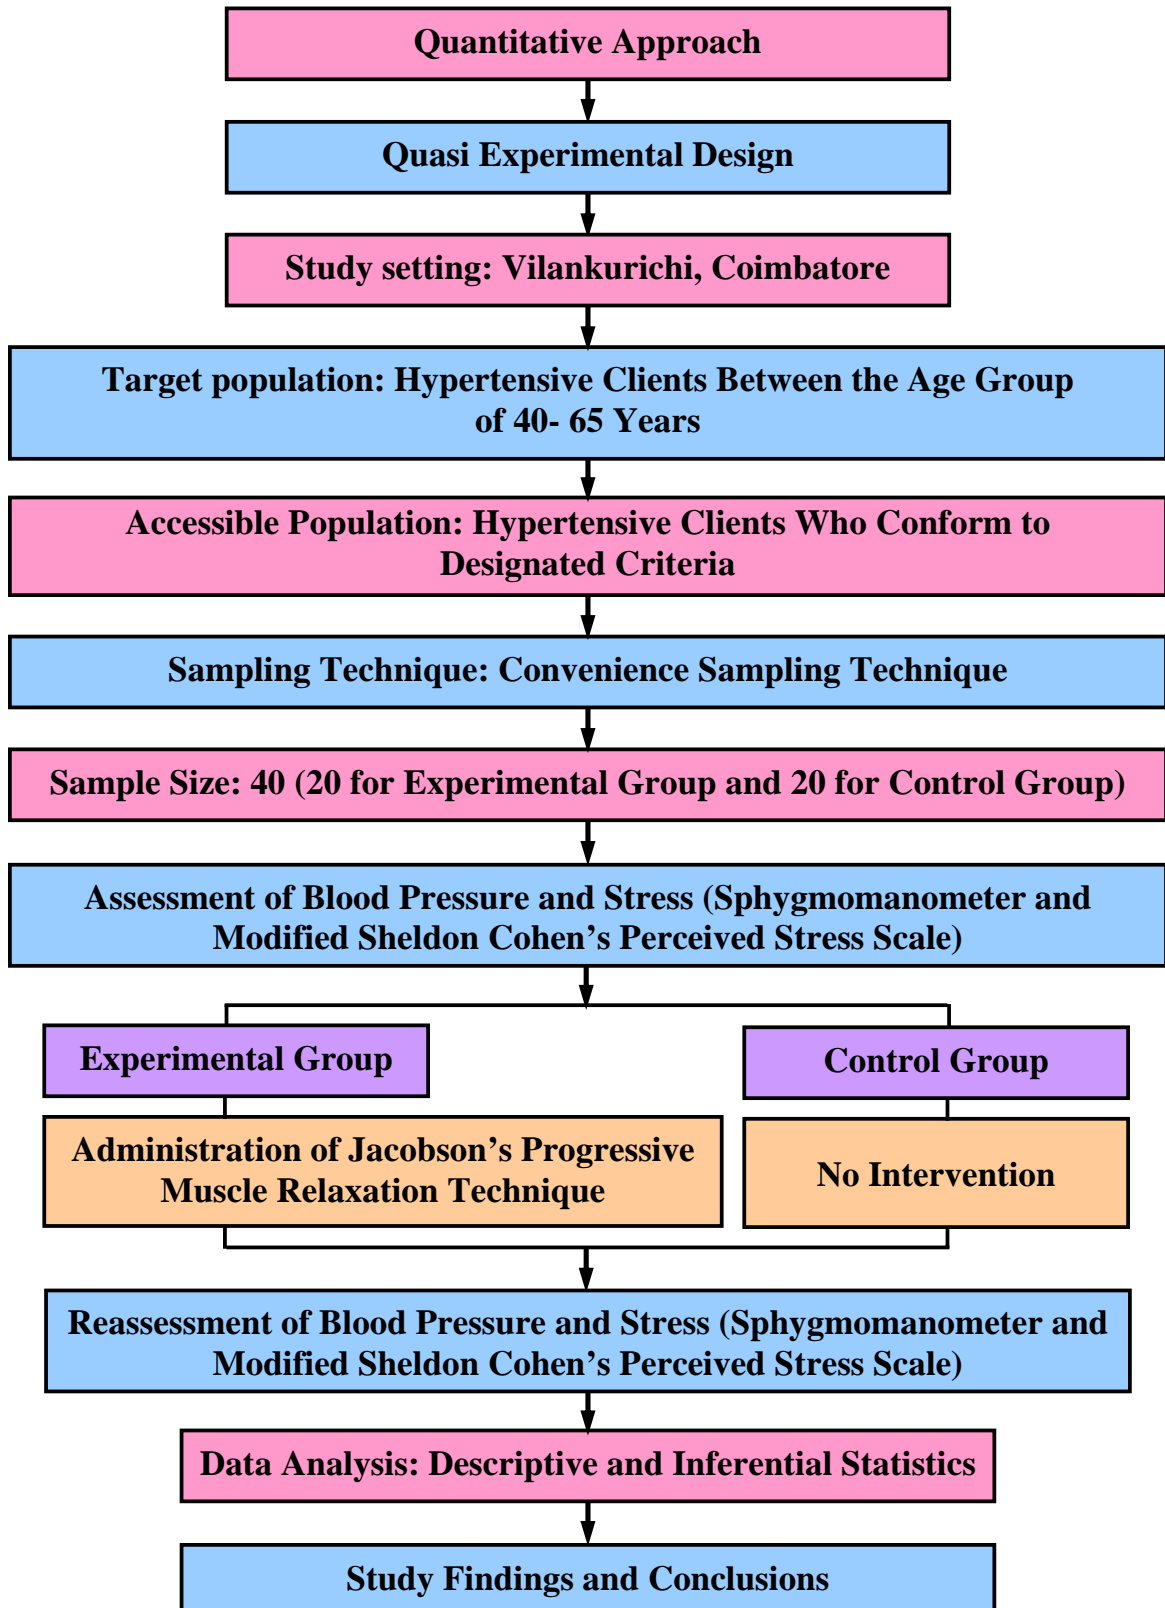 Quantitative Approach
Quasi Experimental Design
Study setting: Vilankurichi, Coimbatore
Target population: Hypertensive Clients Between the Age Group
of 40- 65 Years
Accessible Population: Hypertensive Clients Who Conform to
Designated Criteria
Sampling Technique: Convenience Sampling Technique
Sample Size: 40 (20 for Experimental Group and 20 for Control Group)
Assessment of Blood Pressure and Stress (Sphygmomanometer and
Modified Sheldon Cohen’s Perceived Stress Scale)
Experimental Group
Control Group
Administration of Jacobson’s Progressive
Muscle Relaxation Technique
No Intervention
Reassessment of Blood Pressure and Stress (Sphygmomanometer and
Modified Sheldon Cohen’s Perceived Stress Scale)
Data Analysis: Descriptive and Inferential Statistics
Study Findings and Conclusions